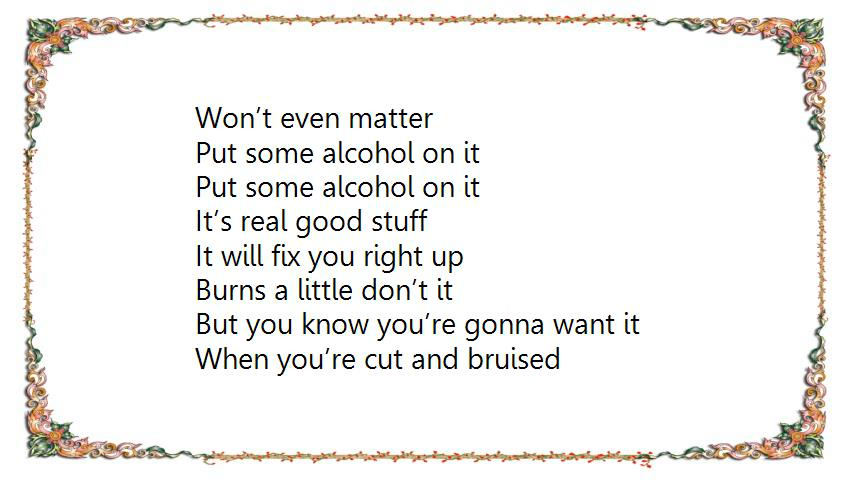 Won’t even matter
Put some alcohol on it
Put some alcohol on it
It’s real good stuff
It will fix you right up
Burns a little don’t it
But you know you’re gonna want it
When you’re cut and bruised